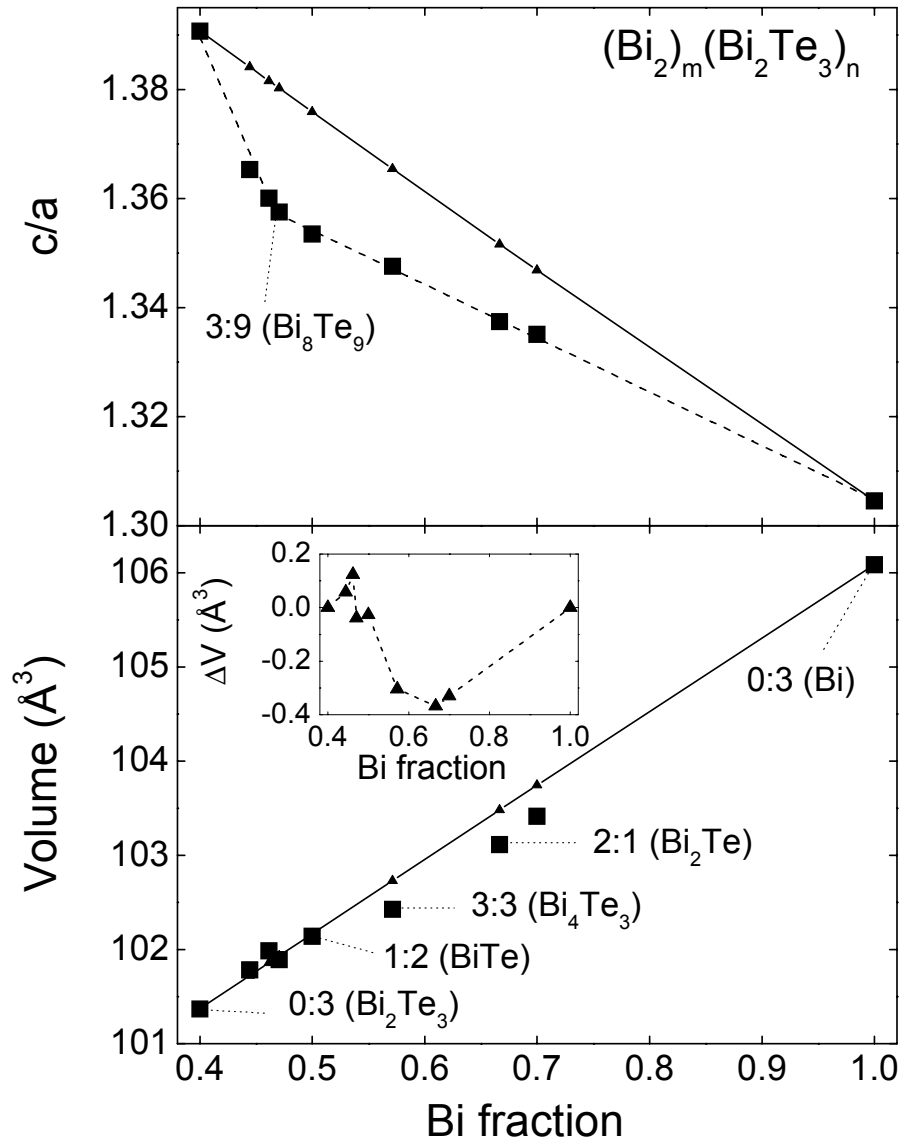 (Bi₂)ₘ(Bi₂Te₃)ₙ
1.38
1.36
1.34
1.32
1.30
c/a
3:9 (Bi₈Te₉)
106
105
104
103
102
101
Volume (Å³)
0.2
0.0
-0.2
-0.4
ΔV (Å³)
0.4 0.6 0.8 1.0
Bi fraction
0:3 (Bi)
2:1 (Bi₂Te)
3:3 (Bi₄Te₃)
1:2 (BiTe)
0:3 (Bi₂Te₃)
0.4 0.5 0.6 0.7 0.8 0.9 1.0
Bi fraction